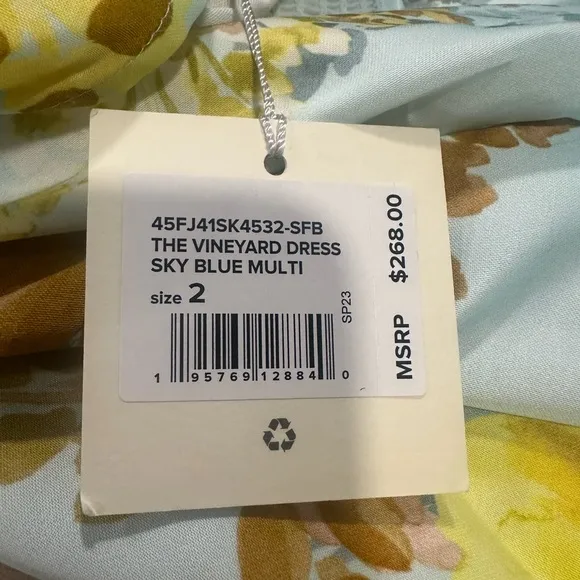 45FJ41SK4532-SFB
THE VINEYARD DRESS
SKY BLUE MULTI
size 2
SP23
1 95769 12884 0
MSRP $268.00